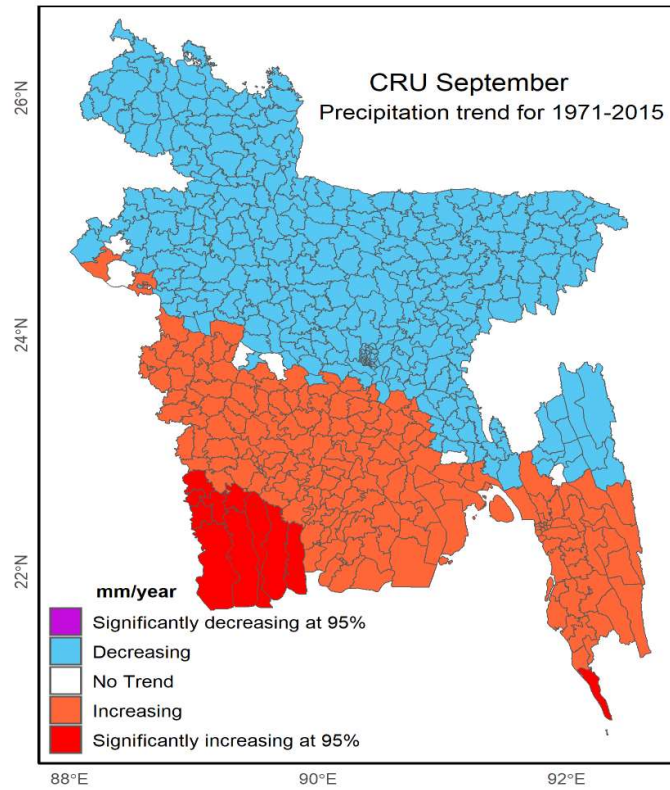 CRU September
Precipitation trend for 1971-2015
26°N
24°N
22°N
mm/year
Significantly decreasing at 95%
Decreasing
No Trend
Increasing
Significantly increasing at 95%
88°E
90°E
92°E